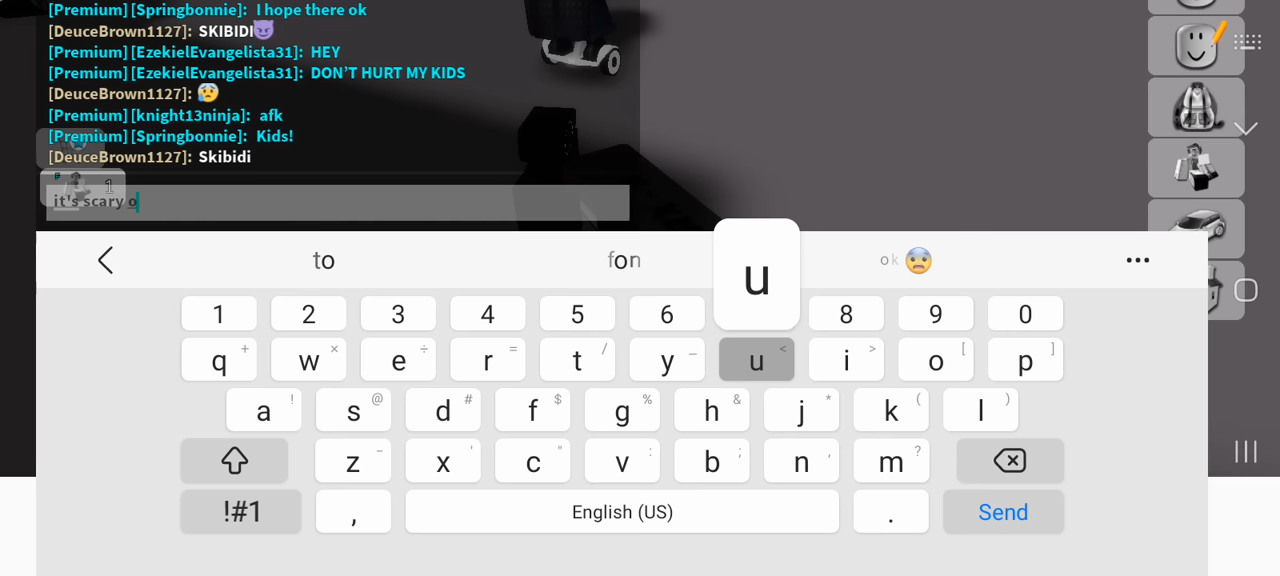 [Premium] [Springbonnie]: I hope there ok
[DeuceBrown1127]: SKIBIDI😈
[Premium] [EzekielEvangelista31]: HEY
[Premium] [EzekielEvangelista31]: DON'T HURT MY KIDS
[DeuceBrown1127]: 😰
[Premium] [knight13ninja]: afk
[Premium] [Springbonnie]: Kids!
[DeuceBrown1127]: Skibidi
F 1
it's scary o
to fon ok 😨 •••
u
1 2 3 4 5 6 8 9 0
q + w × e ÷ r = t / y _ u < i > o [ p ]
a ! s @ d # f $ g % h & j * k ( l )
z - x ' c " v : b ; n , m ?
!#1 , English (US) . Send